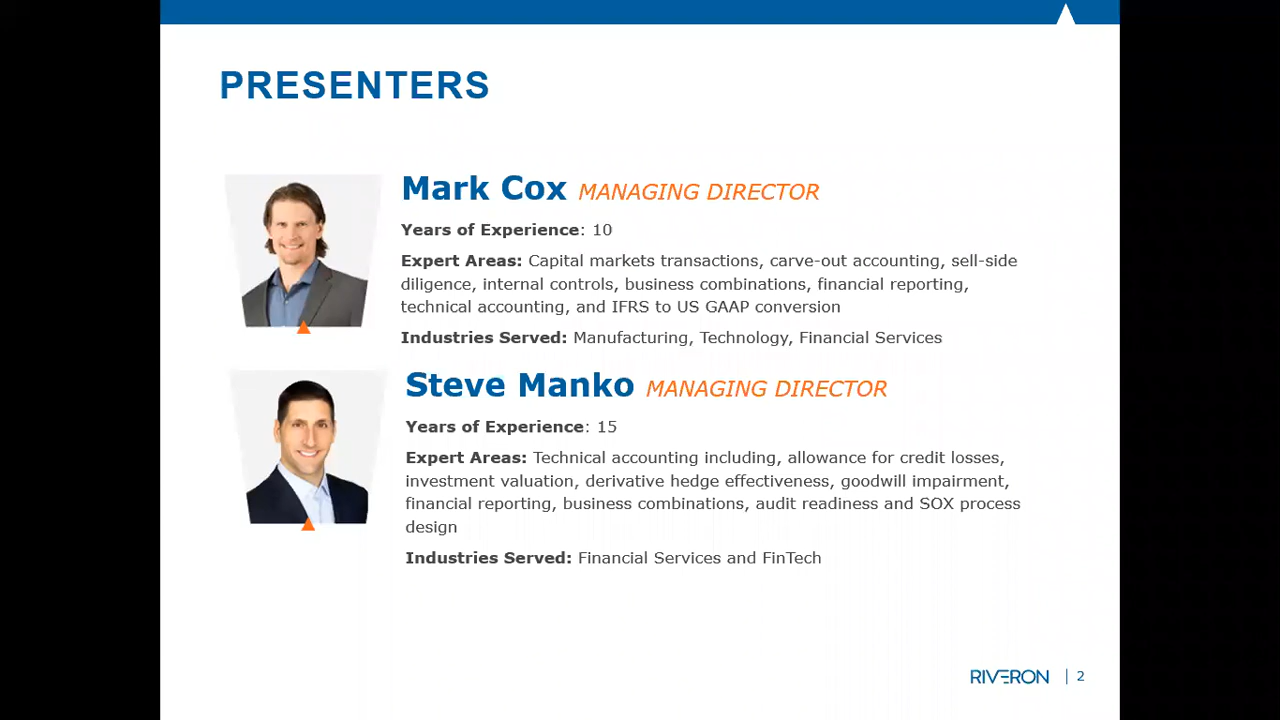 PRESENTERS
Mark Cox MANAGING DIRECTOR
Years of Experience: 10
Expert Areas: Capital markets transactions, carve-out accounting, sell-side
diligence, internal controls, business combinations, financial reporting,
technical accounting, and IFRS to US GAAP conversion
Industries Served: Manufacturing, Technology, Financial Services
Steve Manko MANAGING DIRECTOR
Years of Experience: 15
Expert Areas: Technical accounting including, allowance for credit losses,
investment valuation, derivative hedge effectiveness, goodwill impairment,
financial reporting, business combinations, audit readiness and SOX process
design
Industries Served: Financial Services and FinTech
RIVERON | 2